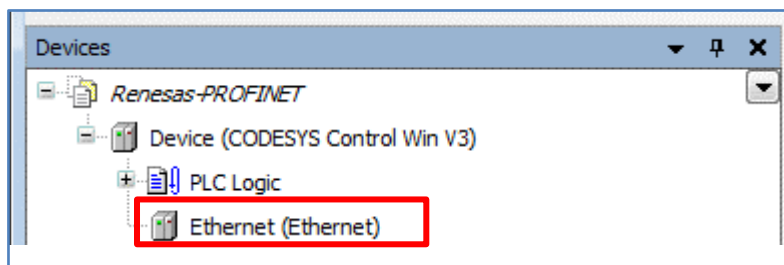 Devices
Renesas-PROFINET
Device (CODESYS Control Win V3)
PLC Logic
Ethernet (Ethernet)